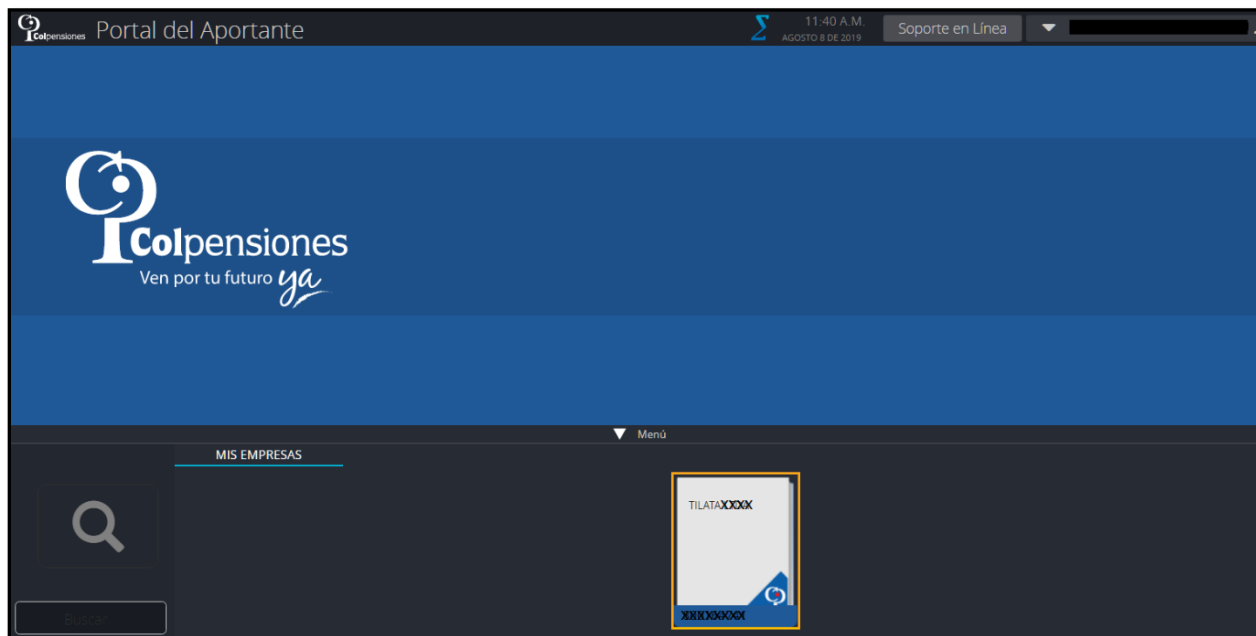 Colpensiones Portal del Aportante
11:40 A.M.
AGOSTO 8 DE 2019
Soporte en Línea
Colpensiones
Ven por tu futuro ya
Menú
MIS EMPRESAS
TILATAXXXX
XXXXXXXX
Buscar